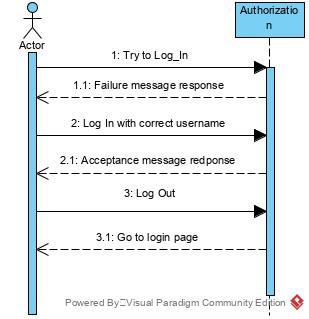 Authorizatio
n
Actor
1: Try to Log_In
1.1: Failure message response
2: Log In with correct username
2.1: Acceptance message redponse
3: Log Out
3.1: Go to login page
Powered By Visual Paradigm Community Edition